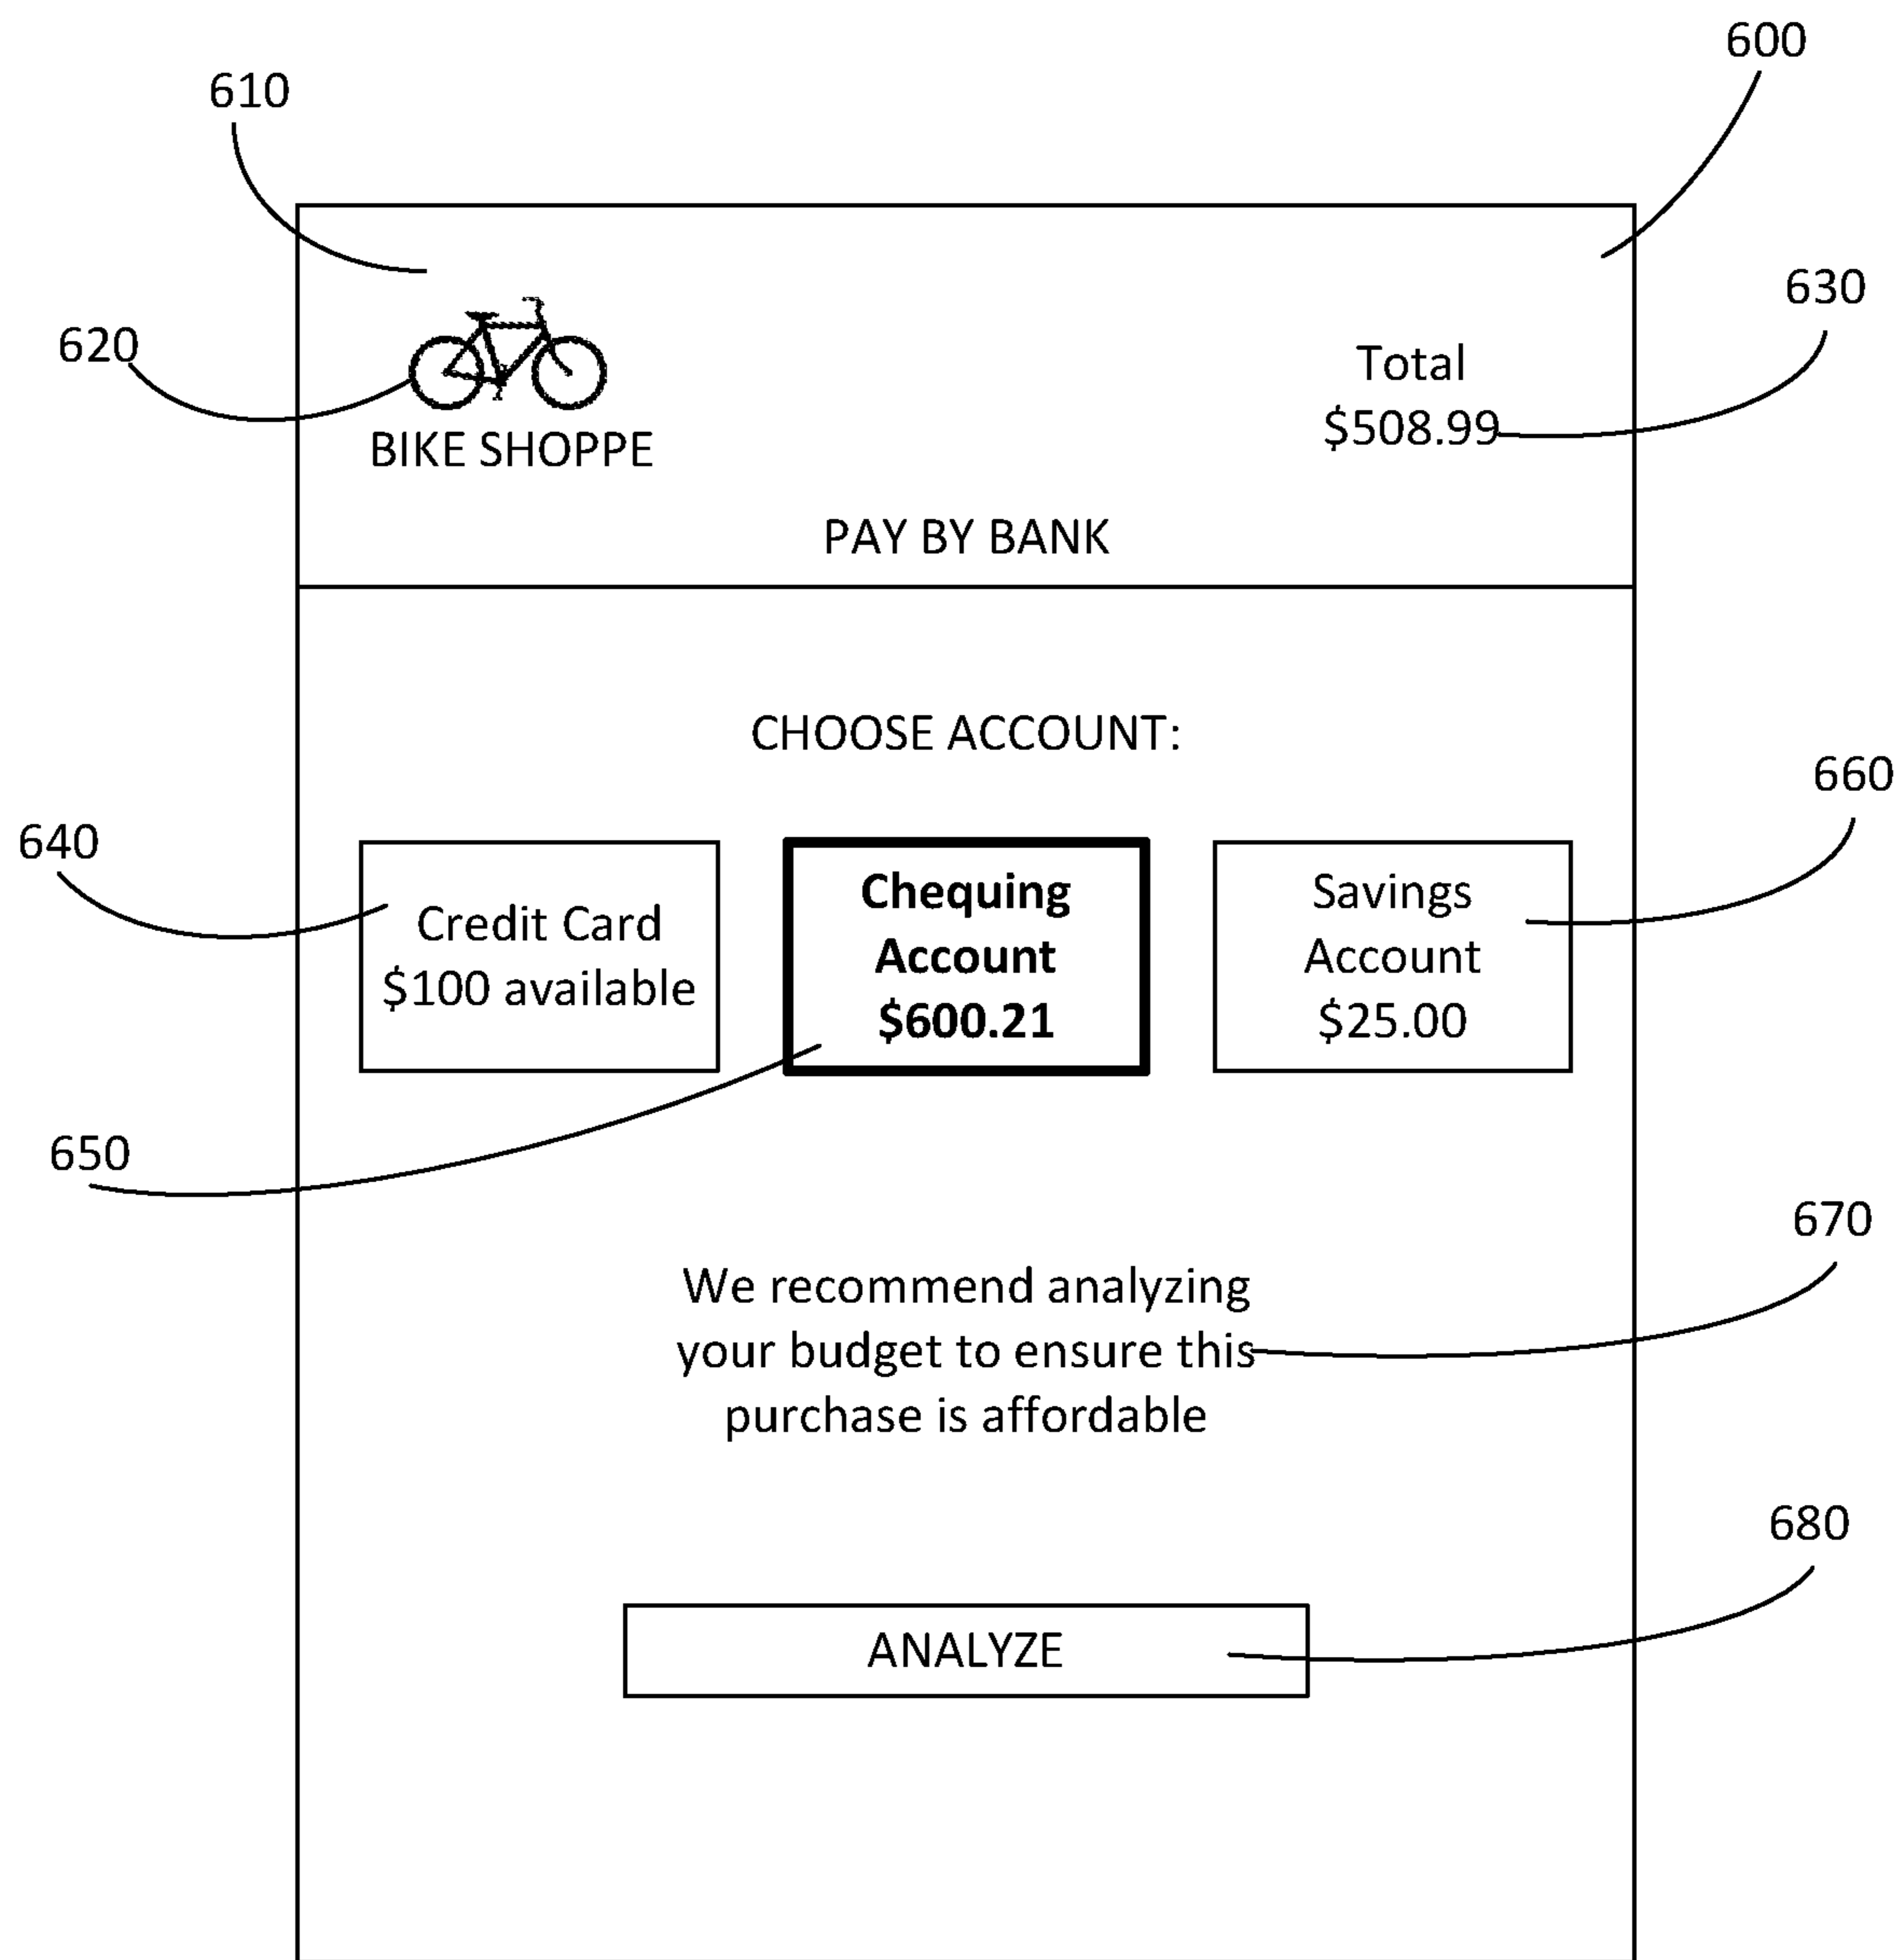 600
610
630
620
Total
$508.99
BIKE SHOPPE
PAY BY BANK
CHOOSE ACCOUNT:
660
640
Credit Card
$100 available
Chequing
Account
$600.21
Savings
Account
$25.00
650
670
We recommend analyzing
your budget to ensure this
purchase is affordable
680
ANALYZE